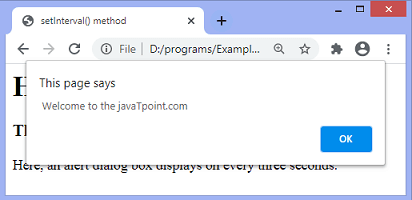 setInterval() method
File
D:/programs/Exampl...
H
This page says
Welcome to the javaTpoint.com
OK
Here, an alert dialog box displays on every three seconds.